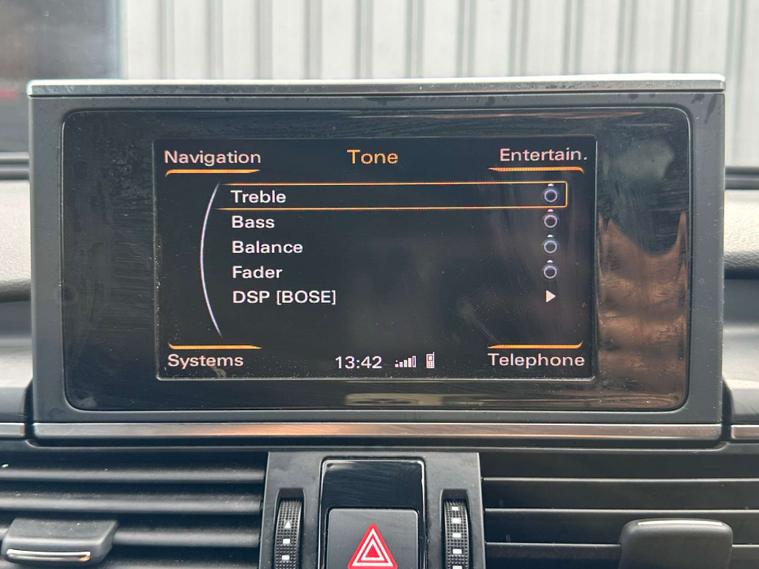 Navigation Tone Entertain.
Treble
Bass
Balance
Fader
DSP [BOSE]
Systems 13:42 Telephone